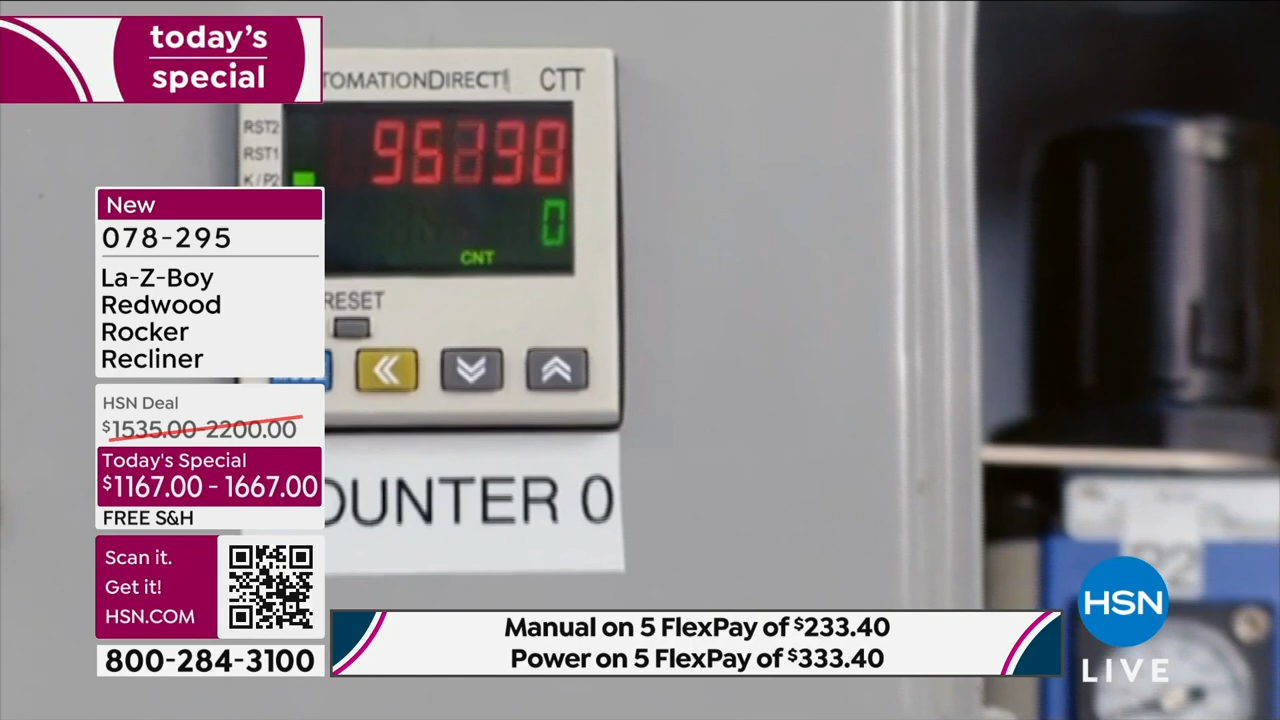 today's
special
TOMATIONDIRECT
CTT
RST2
RST1
K / P2
0
CNT
RESET
OUNTER 0
New
078-295
La-Z-Boy
Redwood
Rocker
Recliner
HSN Deal
$1535.00-2200.00
Today's Special
$1167.00 - 1667.00
FREE S&H
Scan it.
Get it!
HSN.COM
800-284-3100
Manual on 5 FlexPay of $233.40
Power on 5 FlexPay of $333.40
HSN
LIVE